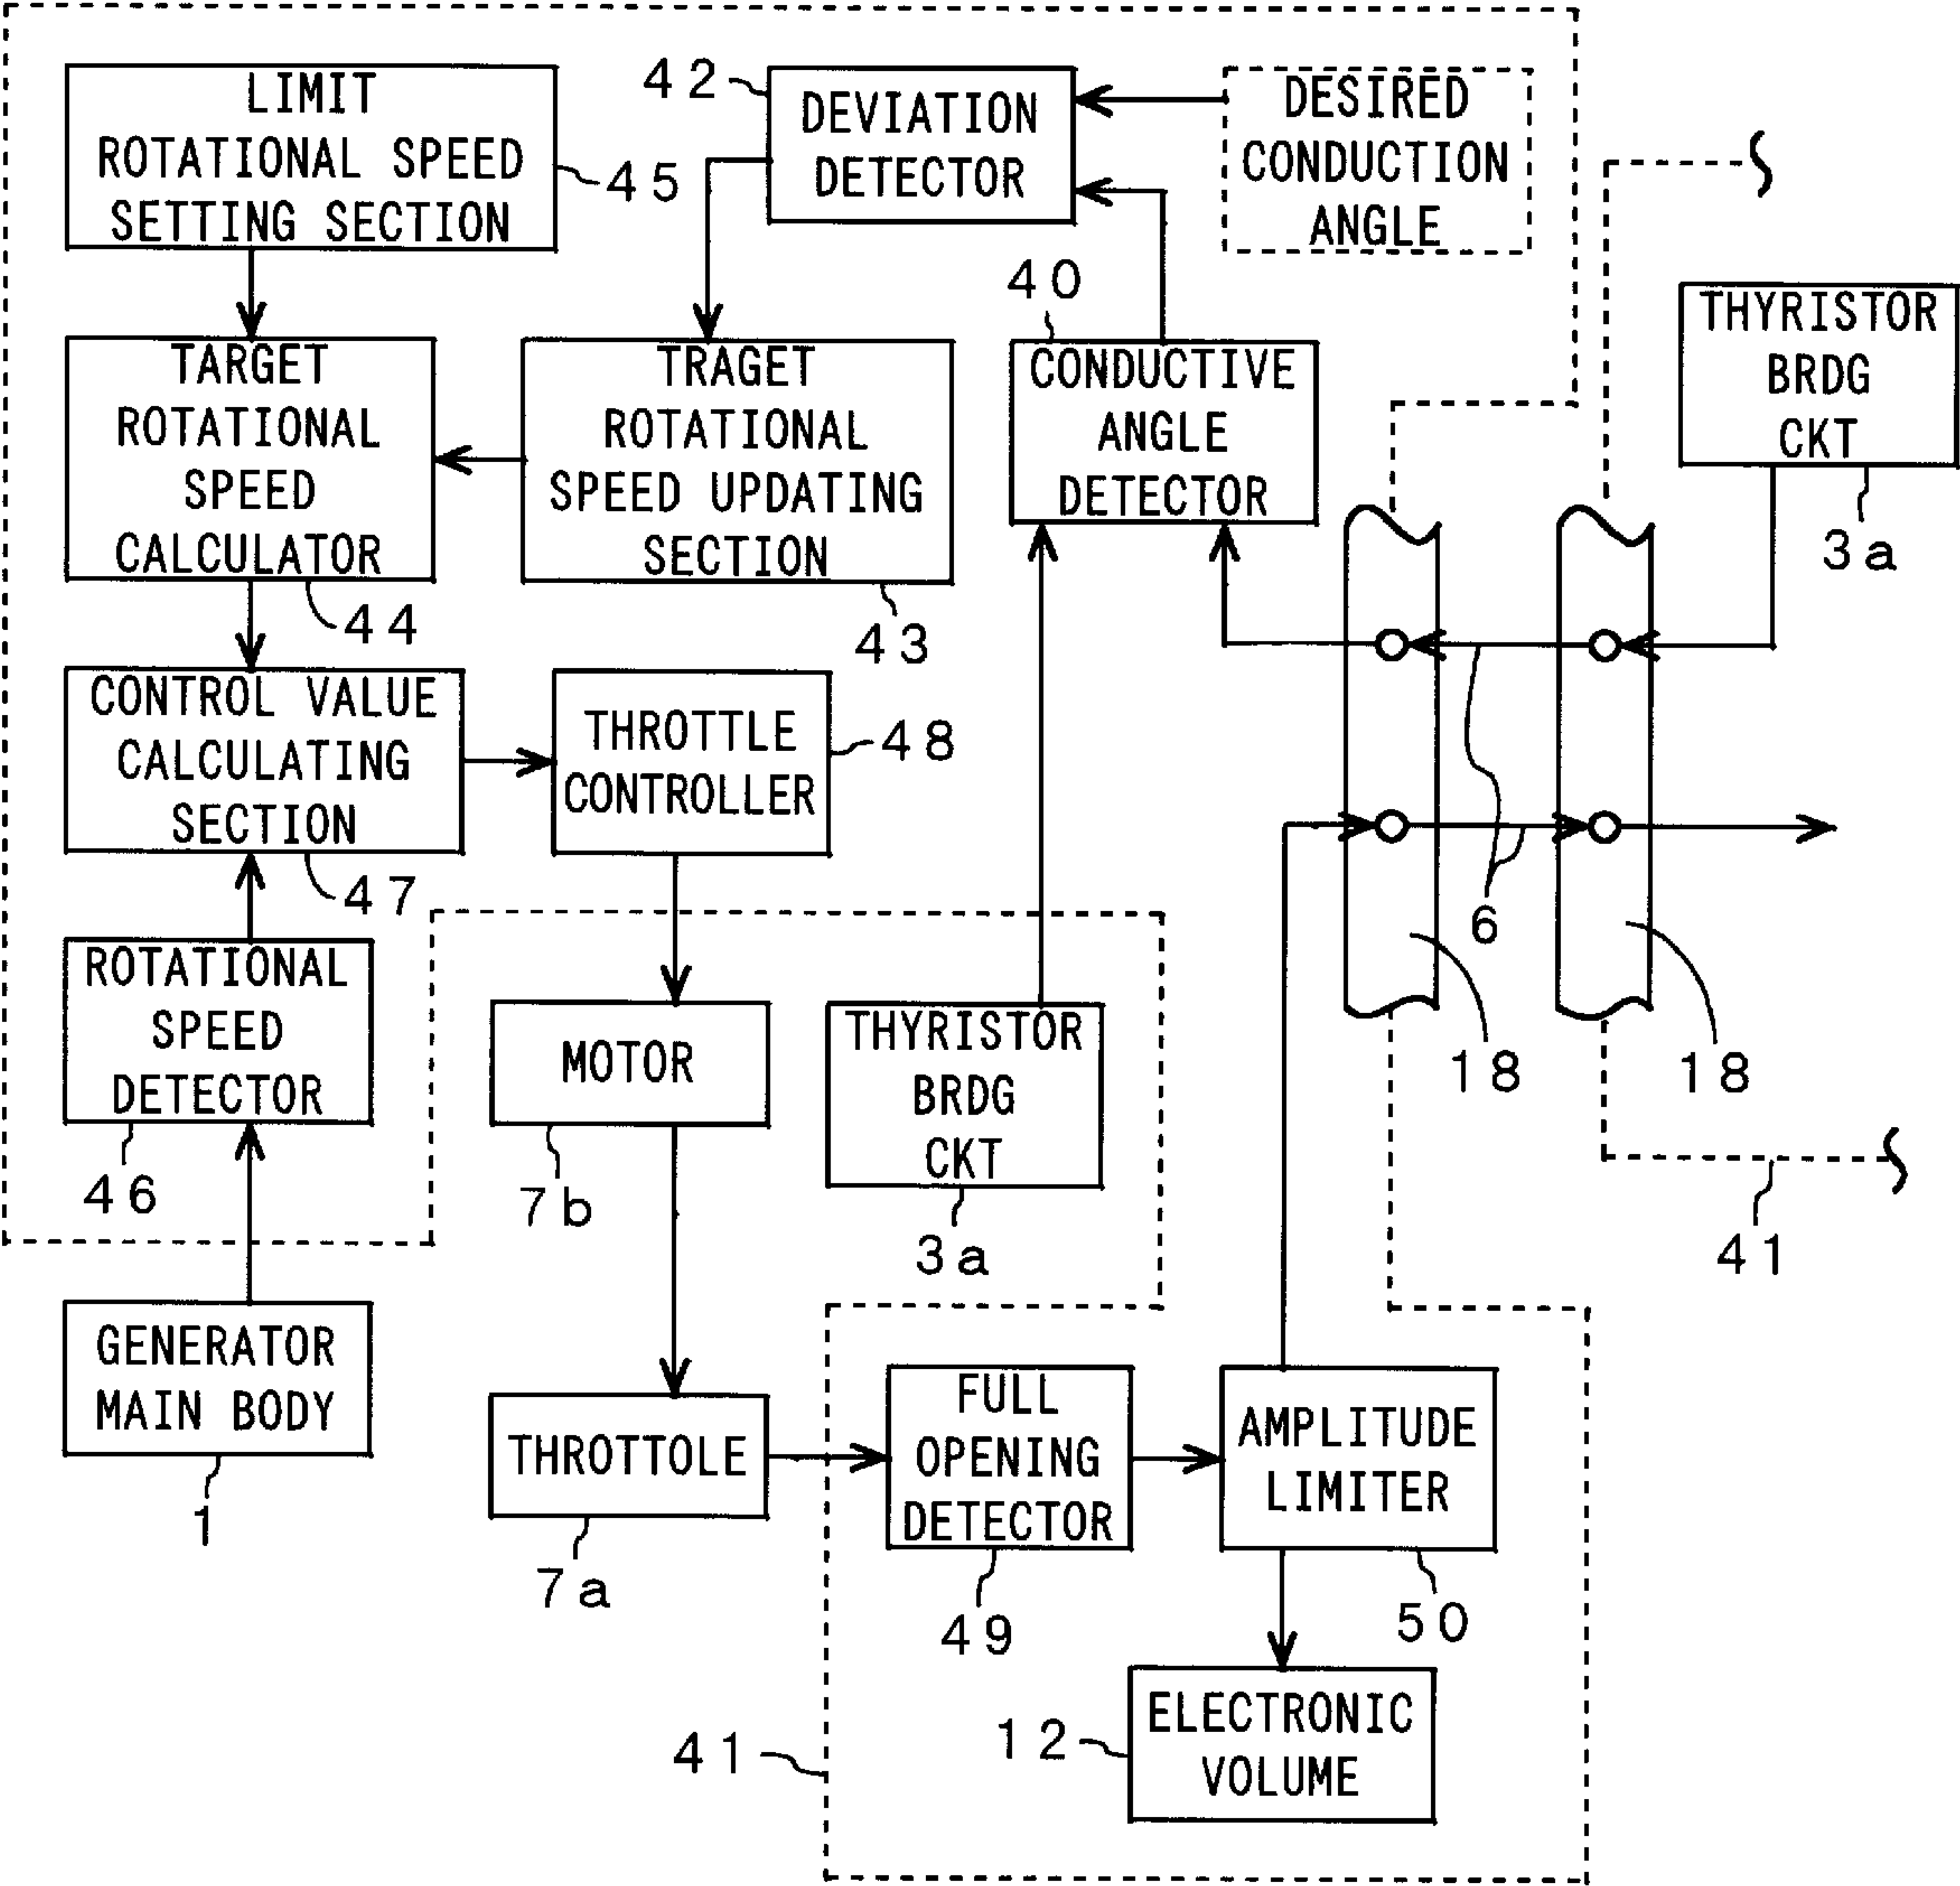 LIMIT
ROTATIONAL SPEED
SETTING SECTION
45
42
DEVIATION
DETECTOR
DESIRED
CONDUCTION
ANGLE
TARGET
ROTATIONAL
SPEED
CALCULATOR
44
TRAGET
ROTATIONAL
SPEED UPDATING
SECTION
43
40
CONDUCTIVE
ANGLE
DETECTOR
THYRISTOR
BRDG
CKT
3a
CONTROL VALUE
CALCULATING
SECTION
47
THROTTLE
CONTROLLER
48
6
18
18
ROTATIONAL
SPEED
DETECTOR
46
MOTOR
7b
THYRISTOR
BRDG
CKT
3a
41
GENERATOR
MAIN BODY
1
THROTTOLE
7a
FULL
OPENING
DETECTOR
49
AMPLITUDE
LIMITER
50
41
12
ELECTRONIC
VOLUME